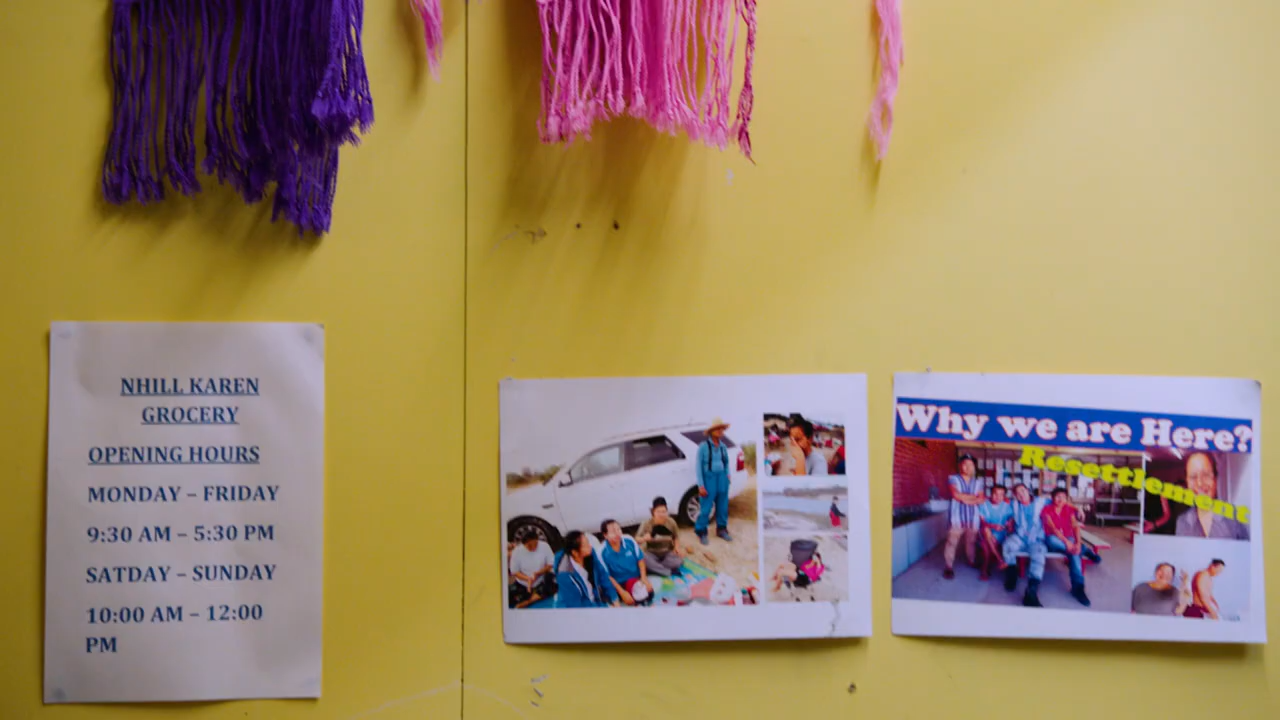 NHILL KAREN
GROCERY
OPENING HOURS
MONDAY – FRIDAY
9:30 AM – 5:30 PM
SATDAY – SUNDAY
10:00 AM – 12:00
PM
Why we are Here?
Resettlement